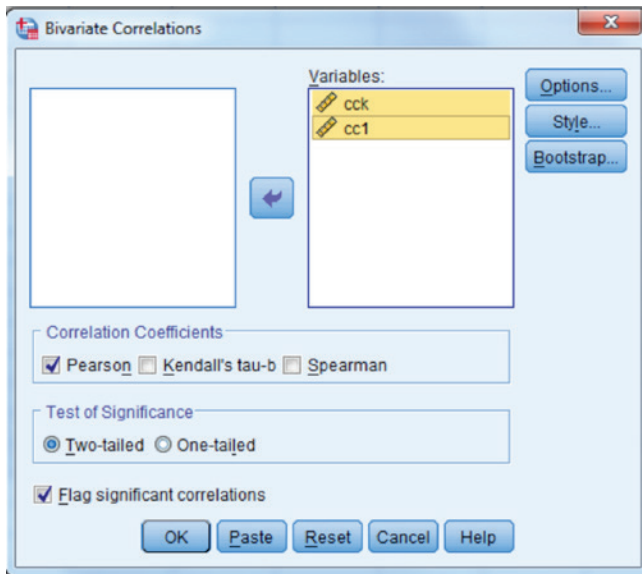 Bivariate Correlations
Variables:
cck
cc1
Options...
Style...
Bootstrap...
Correlation Coefficients
Pearson Kendall's tau-b Spearman
Test of Significance
Two-tailed One-tailed
Flag significant correlations
OK Paste Reset Cancel Help